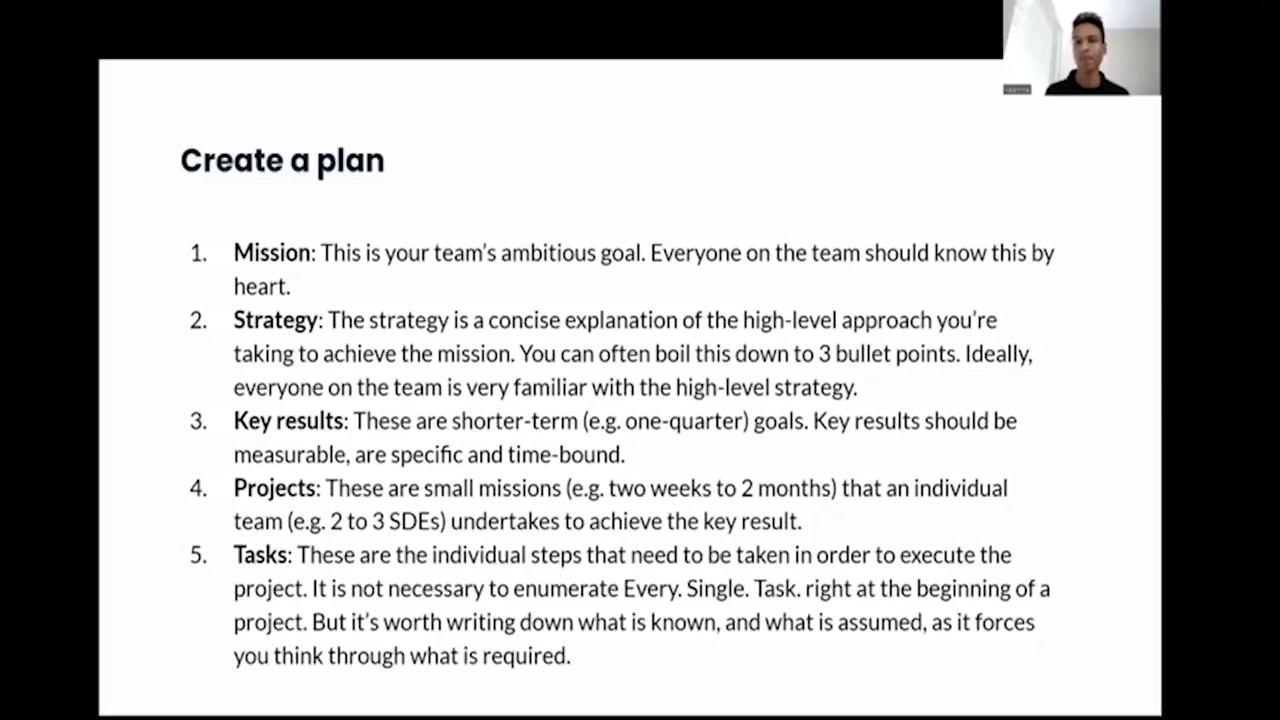 Create a plan
1. Mission: This is your team's ambitious goal. Everyone on the team should know this by
heart.
2. Strategy: The strategy is a concise explanation of the high-level approach you're
taking to achieve the mission. You can often boil this down to 3 bullet points. Ideally,
everyone on the team is very familiar with the high-level strategy.
3. Key results: These are shorter-term (e.g. one-quarter) goals. Key results should be
measurable, are specific and time-bound.
4. Projects: These are small missions (e.g. two weeks to 2 months) that an individual
team (e.g. 2 to 3 SDEs) undertakes to achieve the key result.
5. Tasks: These are the individual steps that need to be taken in order to execute the
project. It is not necessary to enumerate Every. Single. Task. right at the beginning of a
project. But it's worth writing down what is known, and what is assumed, as it forces
you think through what is required.